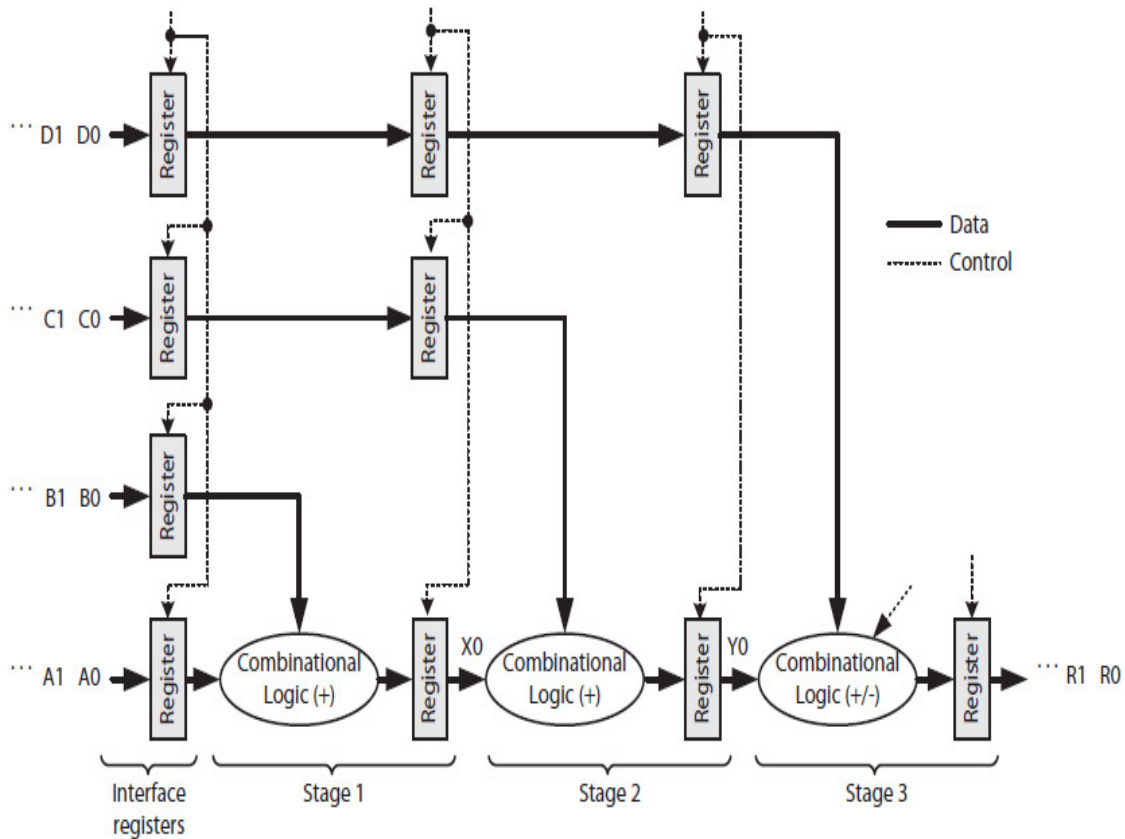 Register
Register
Register
··· D1 D0
Data
Control
Register
Register
··· C1 C0
Register
··· B1 B0
Register
Register
Register
Register
··· A1 A0
Combinational
Logic (+)
X0
Combinational
Logic (+)
Y0
Combinational
Logic (+/-)
··· R1 R0
Interface
registers
Stage 1
Stage 2
Stage 3